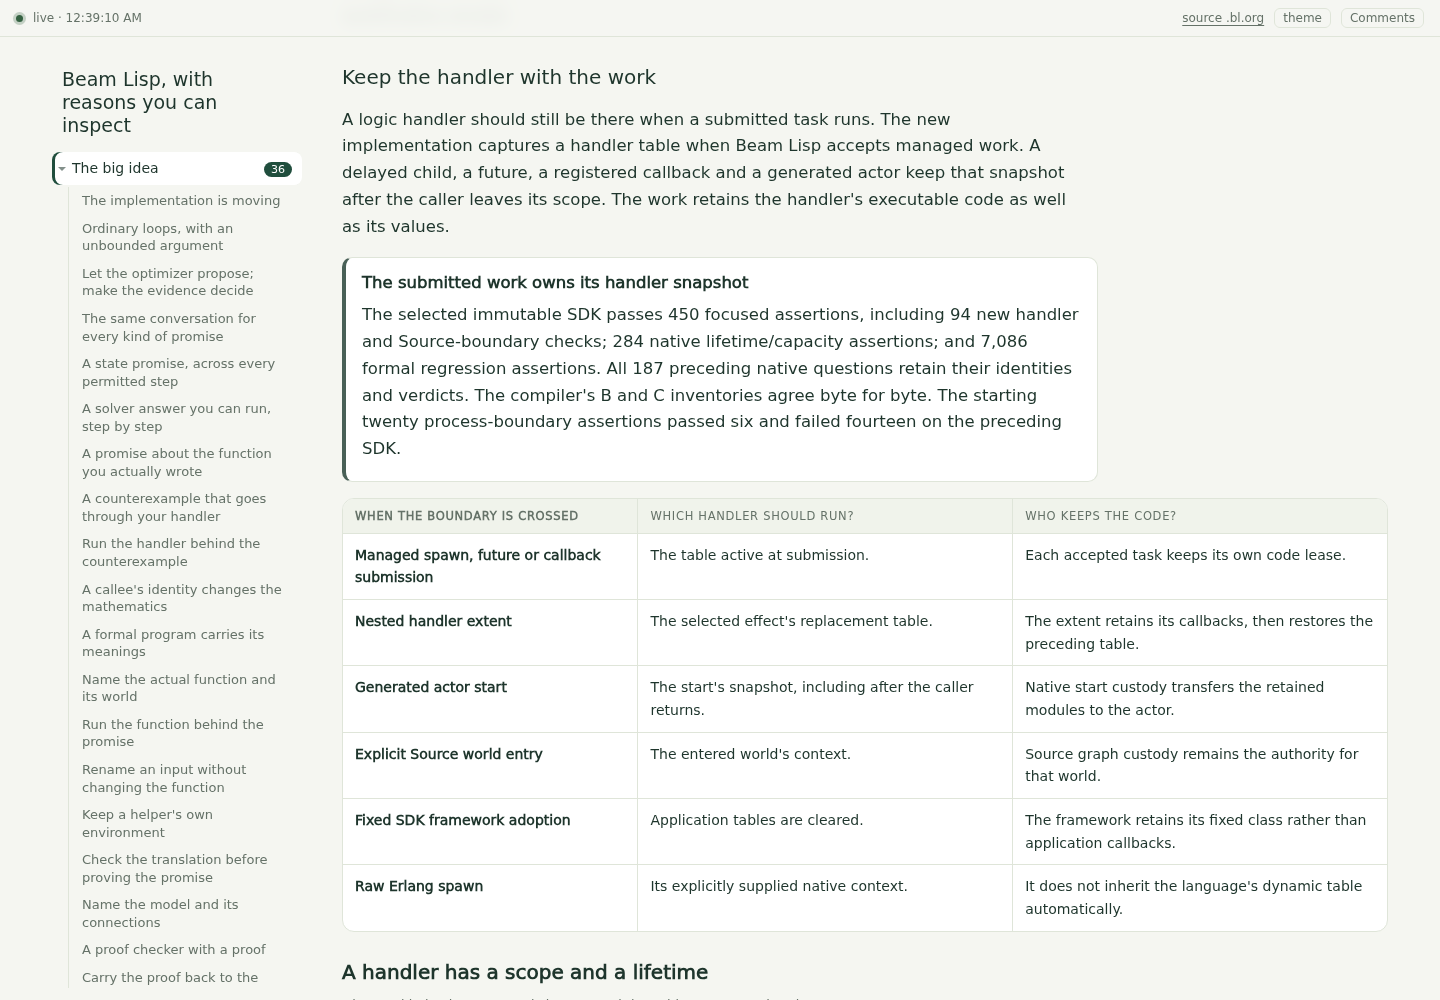 live · 12:39:10 AM
source .bl.org
theme
Comments
Beam Lisp, with
reasons you can
inspect
The big idea
36
The implementation is moving
Ordinary loops, with an
unbounded argument
Let the optimizer propose;
make the evidence decide
The same conversation for
every kind of promise
A state promise, across every
permitted step
A solver answer you can run,
step by step
A promise about the function
you actually wrote
A counterexample that goes
through your handler
Run the handler behind the
counterexample
A callee's identity changes the
mathematics
A formal program carries its
meanings
Name the actual function and
its world
Run the function behind the
promise
Rename an input without
changing the function
Keep a helper's own
environment
Check the translation before
proving the promise
Name the model and its
connections
A proof checker with a proof
Carry the proof back to the
Keep the handler with the work
A logic handler should still be there when a submitted task runs. The new
implementation captures a handler table when Beam Lisp accepts managed work. A
delayed child, a future, a registered callback and a generated actor keep that snapshot
after the caller leaves its scope. The work retains the handler's executable code as well
as its values.
The submitted work owns its handler snapshot
The selected immutable SDK passes 450 focused assertions, including 94 new handler
and Source-boundary checks; 284 native lifetime/capacity assertions; and 7,086
formal regression assertions. All 187 preceding native questions retain their identities
and verdicts. The compiler's B and C inventories agree byte for byte. The starting
twenty process-boundary assertions passed six and failed fourteen on the preceding
SDK.
WHEN THE BOUNDARY IS CROSSED
WHICH HANDLER SHOULD RUN?
WHO KEEPS THE CODE?
Managed spawn, future or callback
submission
The table active at submission.
Each accepted task keeps its own code lease.
Nested handler extent
The selected effect's replacement table.
The extent retains its callbacks, then restores the
preceding table.
Generated actor start
The start's snapshot, including after the caller
returns.
Native start custody transfers the retained
modules to the actor.
Explicit Source world entry
The entered world's context.
Source graph custody remains the authority for
that world.
Fixed SDK framework adoption
Application tables are cleared.
The framework retains its fixed class rather than
application callbacks.
Raw Erlang spawn
Its explicitly supplied native context.
It does not inherit the language's dynamic table
automatically.
A handler has a scope and a lifetime